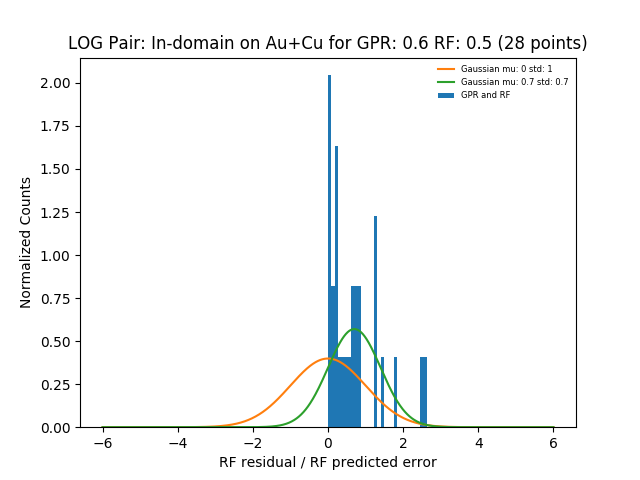 LOG Pair: In-domain on Au+Cu for GPR: 0.6 RF: 0.5 (28 points)
Gaussian mu: 0 std: 1
Gaussian mu: 0.7 std: 0.7
GPR and RF
Normalized Counts
2.00
1.75
1.50
1.25
1.00
0.75
0.50
0.25
0.00
−6 −4 −2 0 2 4 6
RF residual / RF predicted error